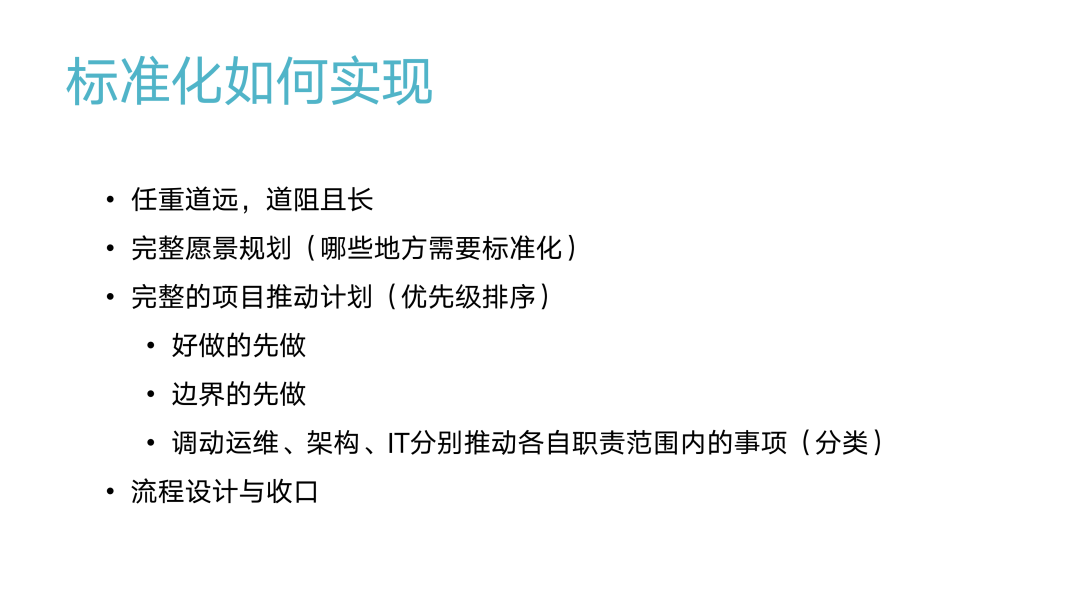 标准化如何实现
• 任重道远，道阻且长
• 完整愿景规划（哪些地方需要标准化）
• 完整的项目推动计划（优先级排序）
• 好做的先做
• 边界的先做
• 调动运维、架构、IT分别推动各自职责范围内的事项（分类）
• 流程设计与收口